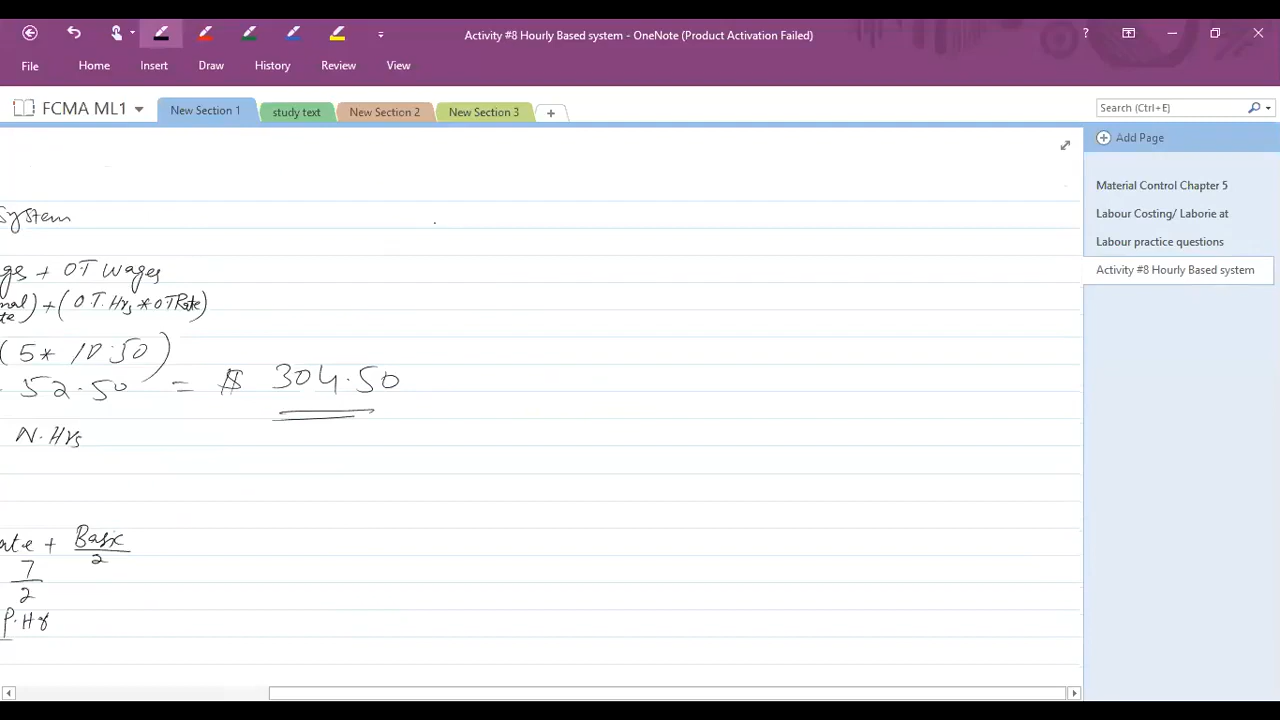 Activity #8 Hourly Based system - OneNote (Product Activation Failed)
?
File Home Insert Draw History Review View
FCMA ML1 New Section 1 study text New Section 2 New Section 3
Search (Ctrl+E)
Add Page
Material Control Chapter 5
Labour Costing/ Laborie at
Labour practice questions
Activity #8 Hourly Based system
System
ges + OT Wages
nal te) + (O.T. Hrs * OT Rate)
(5* 10.50)
52.50 = $ 304.50
N. Hrs
ate + Basic/2
7/2
P. Hr